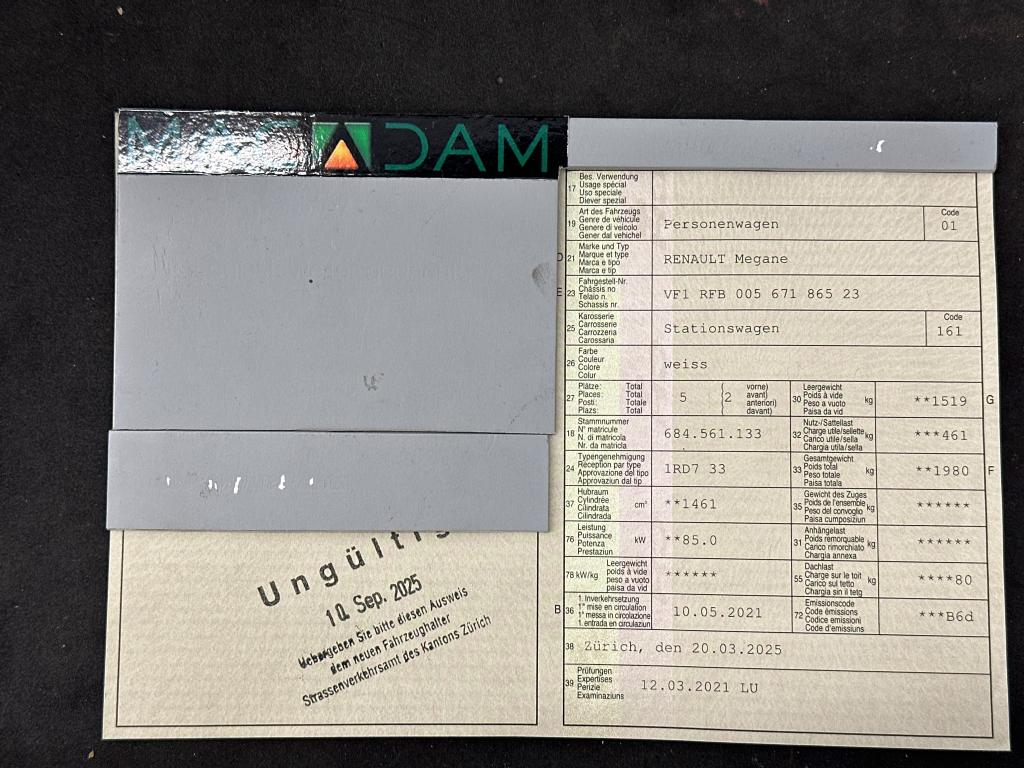 MACADAM
17 Bes. Verwendung
Usage spécial
Uso speciale
Diever spezial
19 Art des Fahrzeugs
Genre de véhicule
Genere di veicolo
Gener dal vehichel
Personenwagen
Code
01
D 21 Marke und Typ
Marque et type
Marca e tipo
Marca e tip
RENAULT Megane
E 23 Fahrgestell-Nr.
Châssis no
Telaio n.
Schassis nr.
VF1 RFB 005 671 865 23
25 Karosserie
Carrosserie
Carrozzeria
Carossaria
Stationswagen
Code
161
26 Farbe
Couleur
Colore
Colur
weiss
27 Plätze: Total
Places: Total
Posti: Totale
Plazs: Total
5 (2 vorne)
avant)
anteriori)
davant)
30 Leergewicht
Poids à vide
Peso a vuoto
Paisa da vid
kg
**1519
G
18 Stammnummer
N° matricule
N. di matricola
Nr. da matricla
684.561.133
32 Nutz-/Sattellast
Charge utile/sellette
Carico utile/sella
Chargia utila/sella
kg
***461
24 Typengenehmigung
Réception par type
Approvazione del tipo
Approvaziun dal tip
1RD7 33
33 Gesamtgewicht
Poids total
Peso totale
Paisa totala
kg
**1980
F
37 Hubraum
Cylindrée
Cilindrata
Cilindrada
cm³
**1461
35 Gewicht des Zuges
Poids de l'ensemble
Peso del convoglio
Paisa cumposiziun
kg
******
76 Leistung
Puissance
Potenza
Prestaziun
kW
**85.0
31 Anhängelast
Poids remorquable
Carico rimorchiato
Chargia annexa
kg
******
78 kW/kg Leergewicht
poids à vide
peso a vuoto
paisa da vid
******
55 Dachlast
Charge sur le toit
Carico sul tetto
Chargia sin il tetg
kg
****80
B 36 1. Inverkehrsetzung
1re mise en circulation
1a messa in circolazione
1. entrada en circulaziun
10.05.2021
72 Emissionscode
Code émissions
Codice emissioni
Code d'emissiuns
***B6d
38 Zürich, den 20.03.2025
39 Prüfungen
Expertises
Perizie
Examinaziuns
12.03.2021 LU
Ungültig
10. Sep. 2025
Uebergeben Sie bitte diesen Ausweis
dem neuen Fahrzeughalter
Strassenverkehrsamt des Kantons Zürich